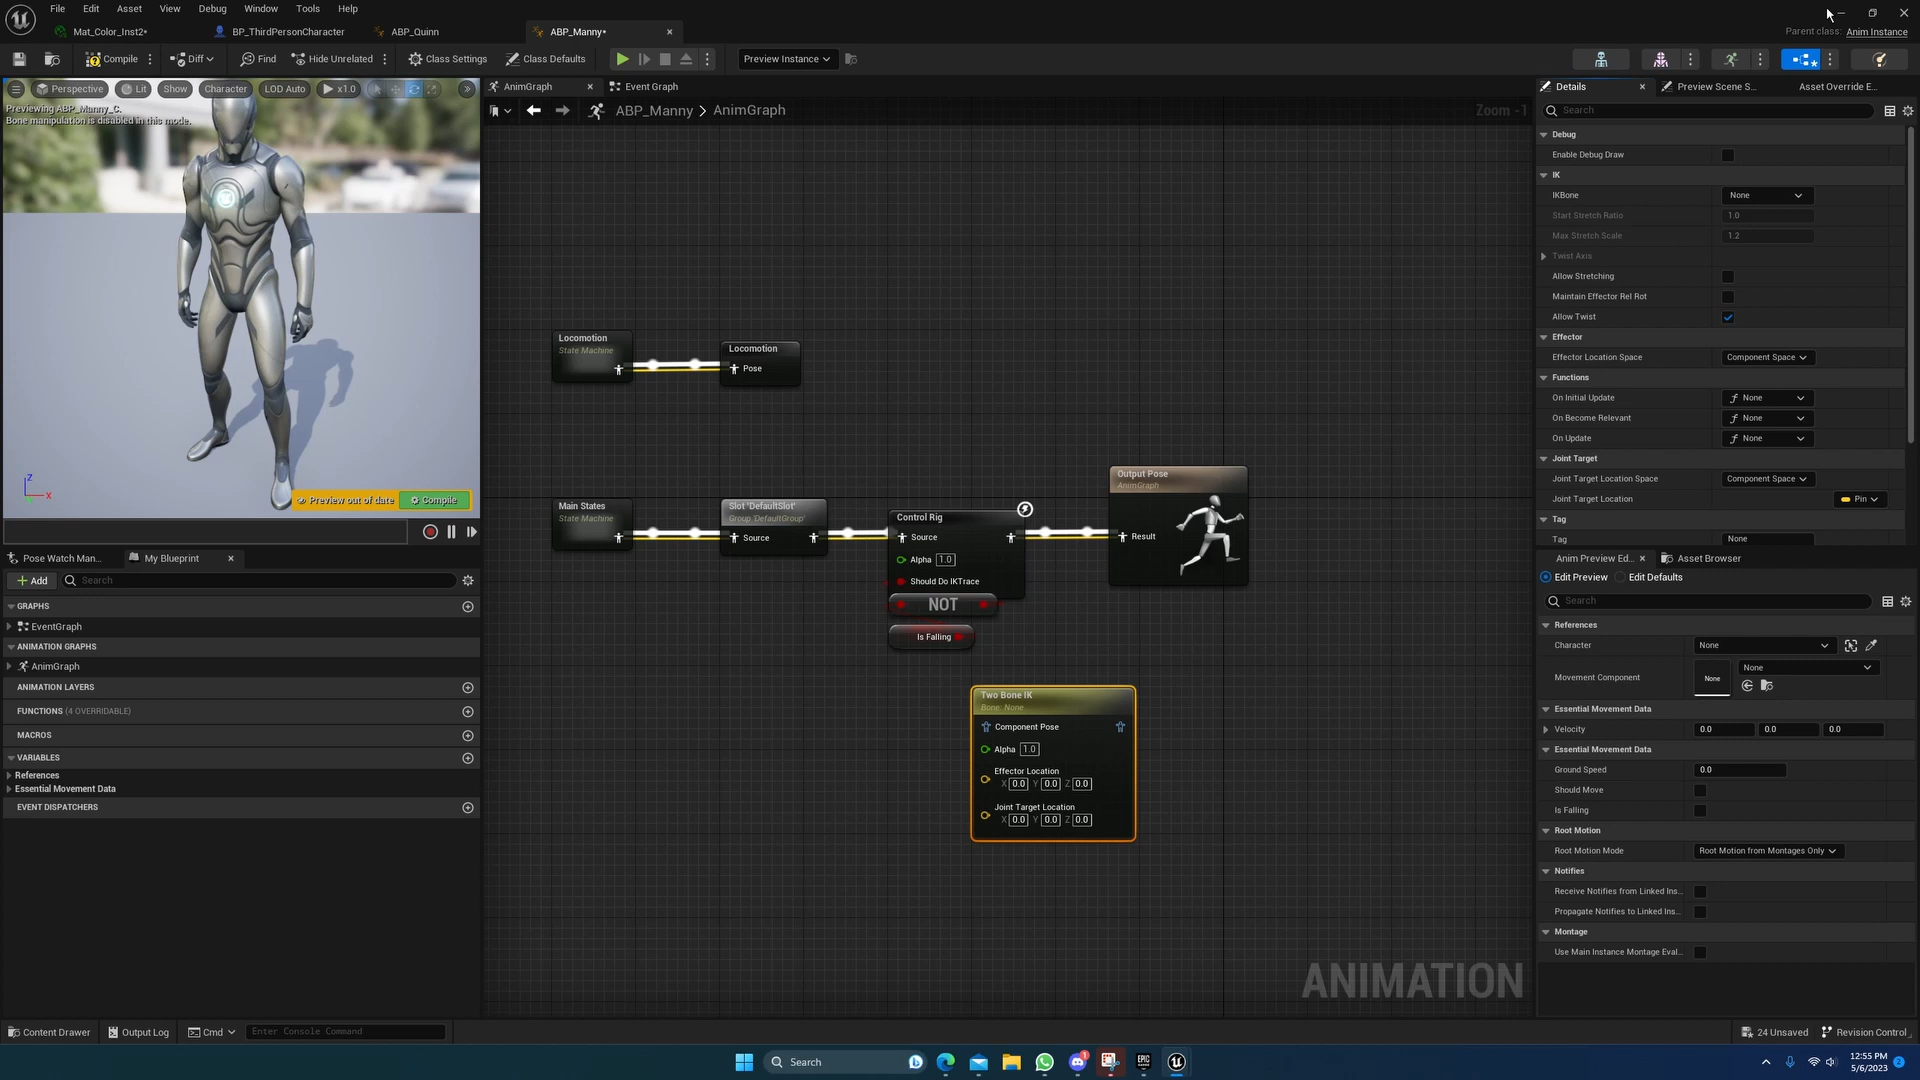 File Edit Asset View Debug Window Tools Help
Mat_Color_Inst2* BP_ThirdPersonCharacter ABP_Quinn ABP_Manny*
Parent class: Anim Instance
Compile Diff Find Hide Unrelated Class Settings Class Defaults Preview Instance
Perspective Lit Show Character LOD Auto x1.0
Previewing ABP_Manny_C.
Bone manipulation is disabled in this mode.
Z
X
Preview out of date Compile
Pose Watch Man... My Blueprint
Add Search
GRAPHS
EventGraph
ANIMATION GRAPHS
AnimGraph
ANIMATION LAYERS
FUNCTIONS (4 OVERRIDABLE)
MACROS
VARIABLES
References
Essential Movement Data
EVENT DISPATCHERS
AnimGraph Event Graph
ABP_Manny > AnimGraph
Zoom -1
Locomotion
State Machine
Locomotion
Pose
Main States
State Machine
Slot 'DefaultSlot'
Group 'DefaultGroup'
Source
Control Rig
Source
Alpha 1.0
Should Do IKTrace
NOT
Is Falling
Output Pose
AnimGraph
Result
Two Bone IK
Bone: None
Component Pose
Alpha 1.0
Effector Location
X 0.0 Y 0.0 Z 0.0
Joint Target Location
X 0.0 Y 0.0 Z 0.0
ANIMATION
Details Preview Scene S... Asset Override E...
Search
Debug
Enable Debug Draw
IK
IKBone None
Start Stretch Ratio 1.0
Max Stretch Scale 1.2
Twist Axis
Allow Stretching
Maintain Effector Rel Rot
Allow Twist
Effector
Effector Location Space Component Space
Functions
On Initial Update None
On Become Relevant None
On Update None
Joint Target
Joint Target Location Space Component Space
Joint Target Location Pin
Tag
Tag None
Anim Preview Ed... Asset Browser
Edit Preview Edit Defaults
Search
References
Character None
Movement Component None None
Essential Movement Data
Velocity 0.0 0.0 0.0
Essential Movement Data
Ground Speed 0.0
Should Move
Is Falling
Root Motion
Root Motion Mode Root Motion from Montages Only
Notifies
Receive Notifies from Linked Ins...
Propagate Notifies to Linked Ins...
Montage
Use Main Instance Montage Eval...
Content Drawer Output Log Cmd Enter Console Command 24 Unsaved Revision Control
Search
EPIC
1
12:55 PM
5/6/2023
2